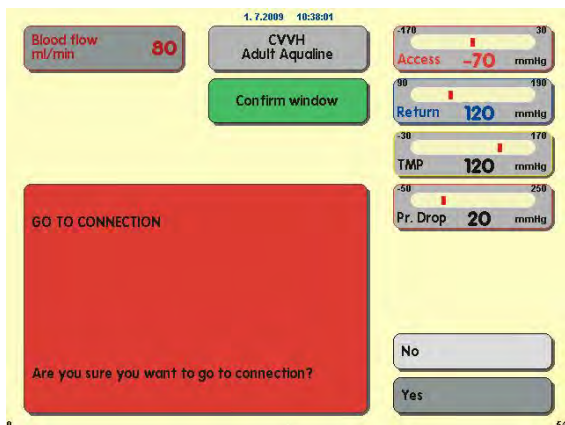 1. 7.2009 10:38:01
Blood flow
ml/min 80
CVVH
Adult Aqualine
Confirm window
-170 30
Access -70 mmHg
90 190
Return 120 mmHg
-30 170
TMP 120 mmHg
-50 250
Pr. Drop 20 mmHg
GO TO CONNECTION
Are you sure you want to go to connection?
No
Yes